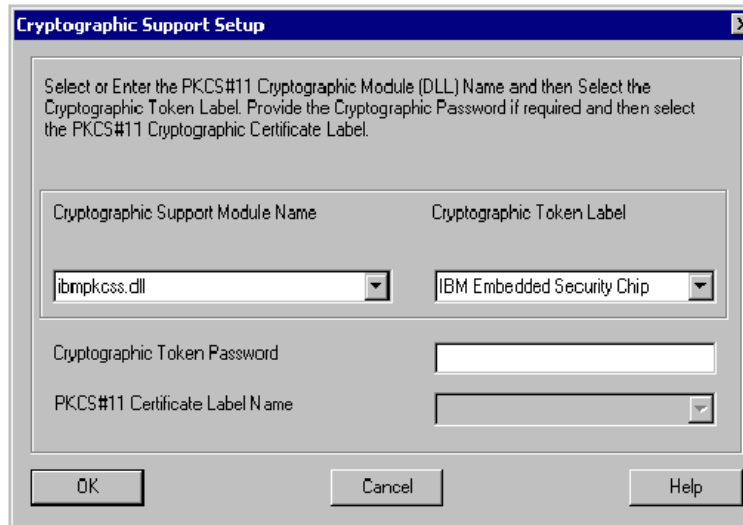 Cryptographic Support Setup
Select or Enter the PKCS#11 Cryptographic Module (DLL) Name and then Select the
Cryptographic Token Label. Provide the Cryptographic Password if required and then select
the PKCS#11 Cryptographic Certificate Label.
Cryptographic Support Module Name
Cryptographic Token Label
ibmpkcss.dll
IBM Embedded Security Chip
Cryptographic Token Password
PKCS#11 Certificate Label Name
OK
Cancel
Help